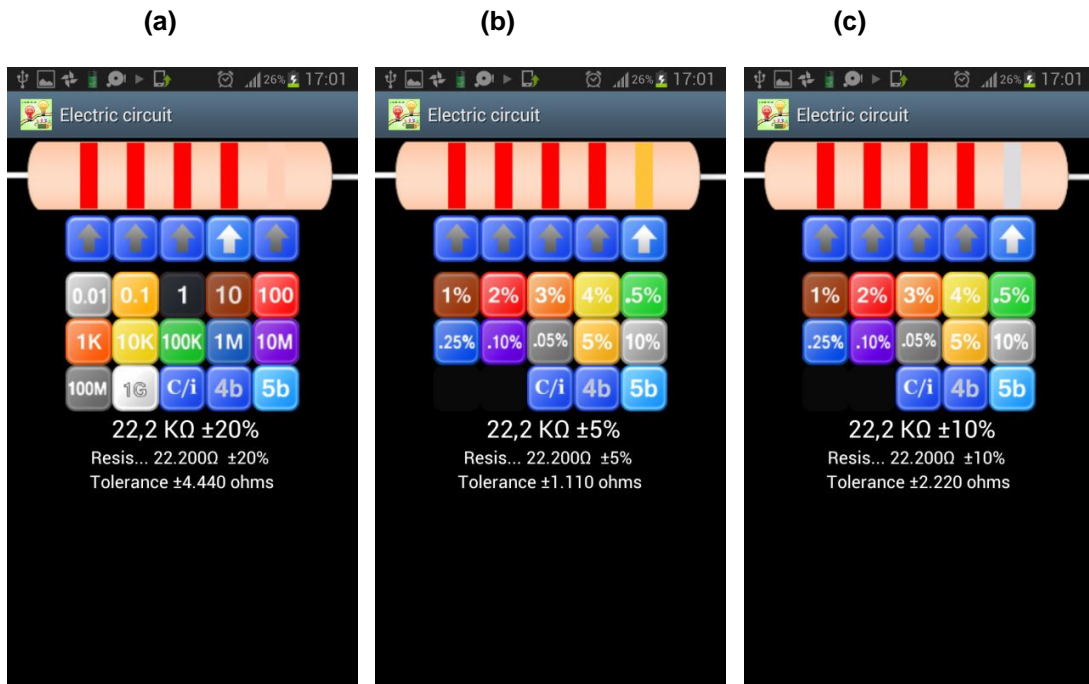 (a) (b) (c)
26% 17:01 26% 17:01 26% 17:01
Electric circuit Electric circuit Electric circuit
0.01 0.1 1 10 100 1% 2% 3% 4% .5% 1% 2% 3% 4% .5%
1K 10K 100K 1M 10M .25% .10% .05% 5% 10% .25% .10% .05% 5% 10%
100M 1G C/i 4b 5b C/i 4b 5b C/i 4b 5b
22,2 KΩ ±20% 22,2 KΩ ±5% 22,2 KΩ ±10%
Resis... 22.200Ω ±20% Resis... 22.200Ω ±5% Resis... 22.200Ω ±10%
Tolerance ±4.440 ohms Tolerance ±1.110 ohms Tolerance ±2.220 ohms